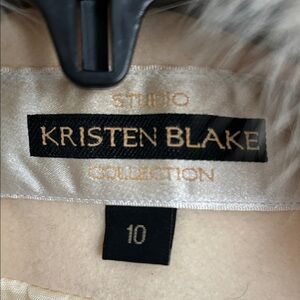 STUDIO
KRISTEN BLAKE
COLLECTION
10